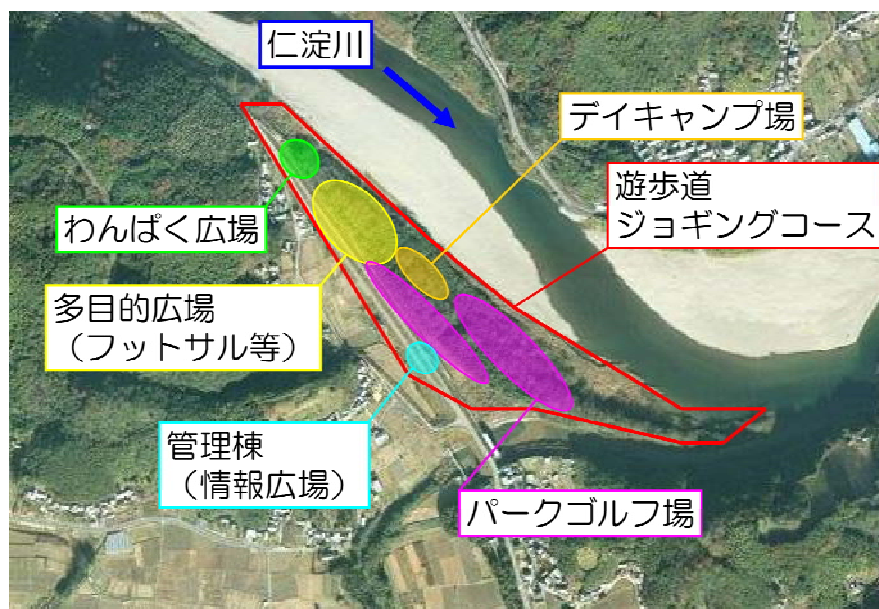 仁淀川
デイキャンプ場
遊歩道
ジョギングコース
わんぱく広場
多目的広場
（フットサル等）
管理棟
（情報広場）
パークゴルフ場